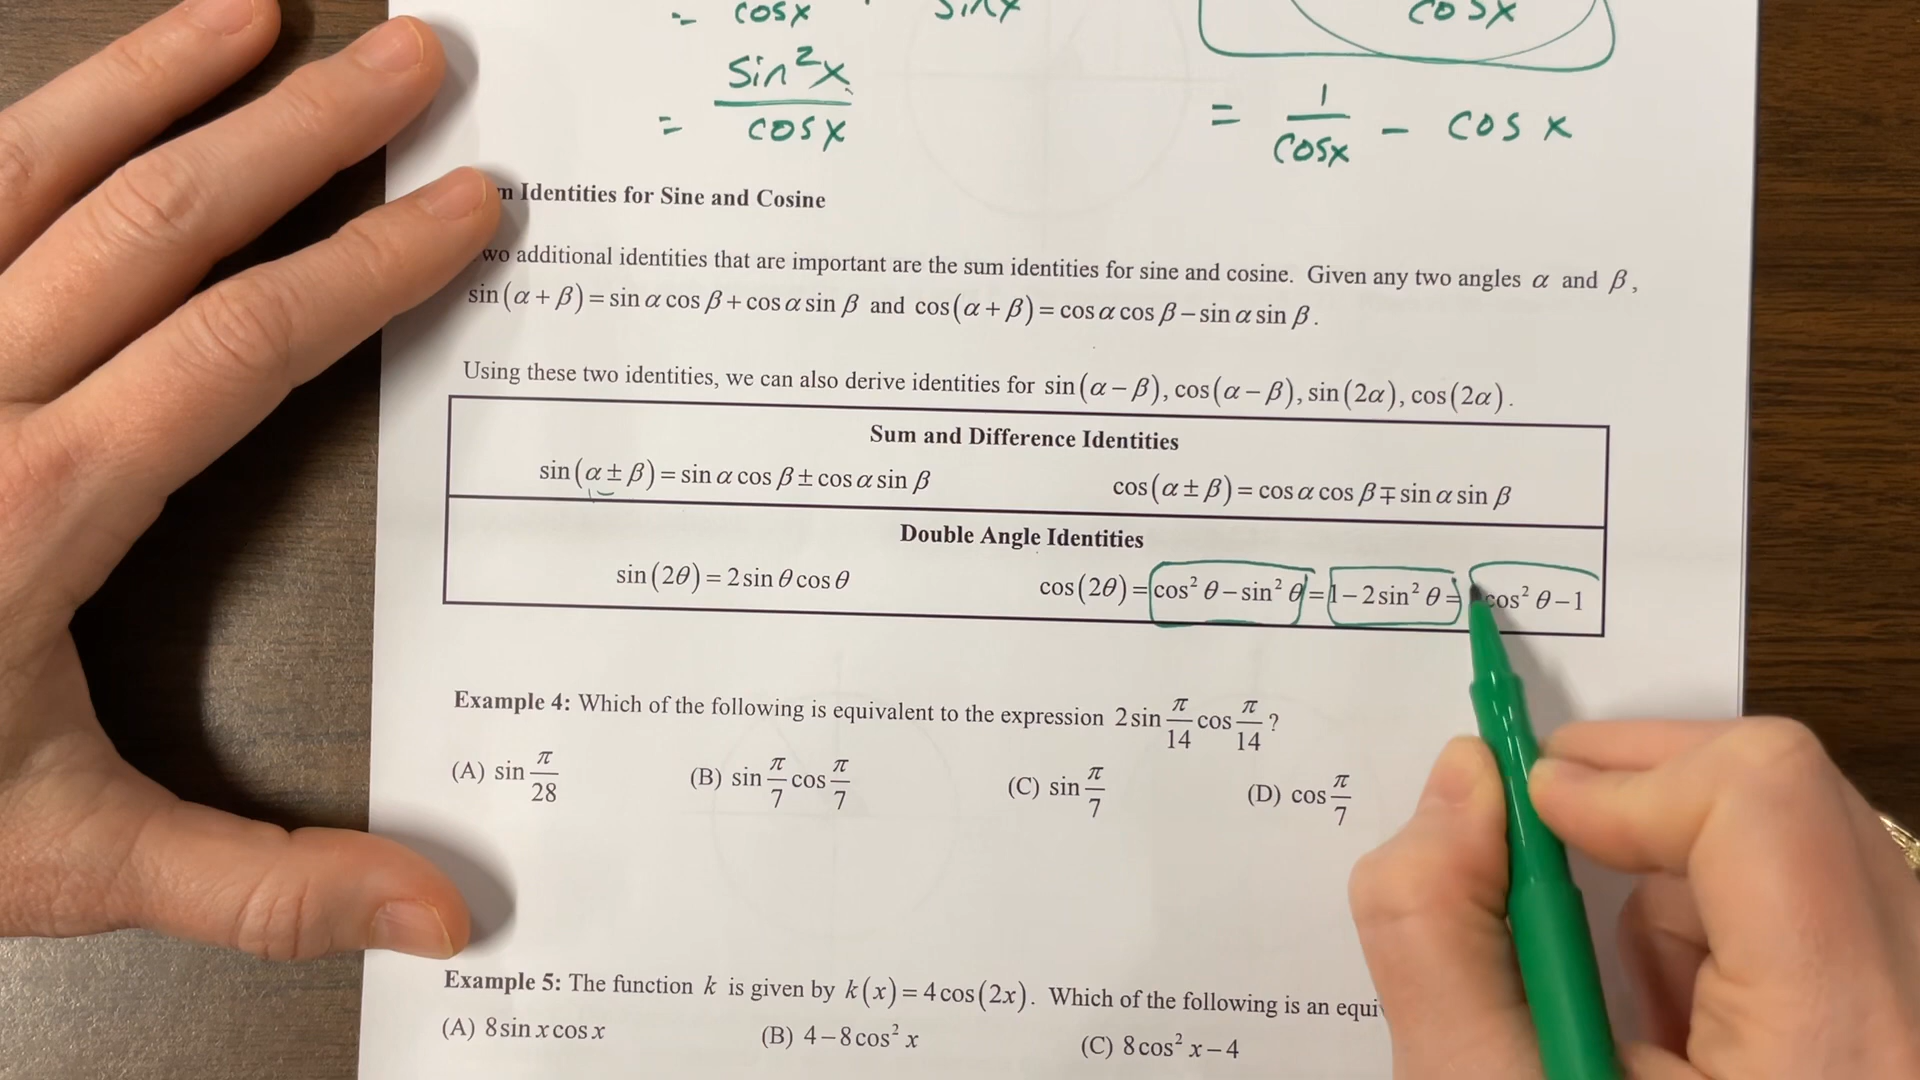 = cosx · sinx
cosx
sin²x
= cosx
= 1/cosx − cos x
Identities for Sine and Cosine
additional identities that are important are the sum identities for sine and cosine. Given any two angles α and β,
sin(α + β) = sin α cos β + cos α sin β and cos(α + β) = cos α cos β − sin α sin β.
Using these two identities, we can also derive identities for sin(α − β), cos(α − β), sin(2α), cos(2α).
Sum and Difference Identities
sin(α ± β) = sin α cos β ± cos α sin β cos(α ± β) = cos α cos β ∓ sin α sin β
Double Angle Identities
sin(2θ) = 2 sin θ cos θ cos(2θ) = cos² θ − sin² θ = 1 − 2 sin² θ = cos² θ − 1
Example 4: Which of the following is equivalent to the expression 2 sin π/14 cos π/14 ?
(A) sin π/28 (B) sin π/7 cos π/7 (C) sin π/7 (D) cos π/7
Example 5: The function k is given by k(x) = 4 cos(2x). Which of the following is an
(A) 8 sin x cos x (B) 4 − 8 cos² x (C) 8 cos² x − 4